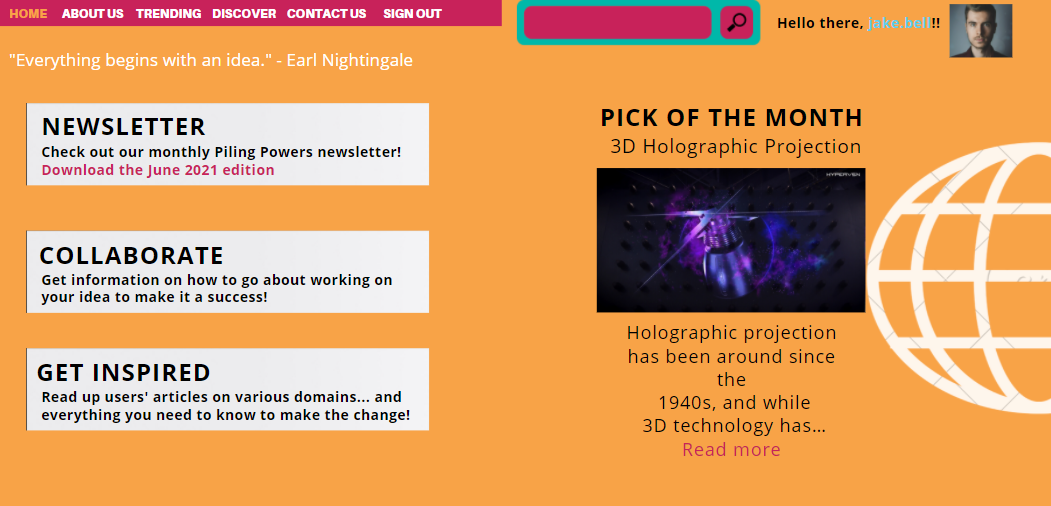 HOME ABOUT US TRENDING DISCOVER CONTACT US SIGN OUT
Hello there, jake.bell!!
"Everything begins with an idea." - Earl Nightingale
NEWSLETTER
Check out our monthly Piling Powers newsletter!
Download the June 2021 edition
COLLABORATE
Get information on how to go about working on
your idea to make it a success!
GET INSPIRED
Read up users' articles on various domains... and
everything you need to know to make the change!
PICK OF THE MONTH
3D Holographic Projection
HYPERVSN
Holographic projection
has been around since
the
1940s, and while
3D technology has...
Read more